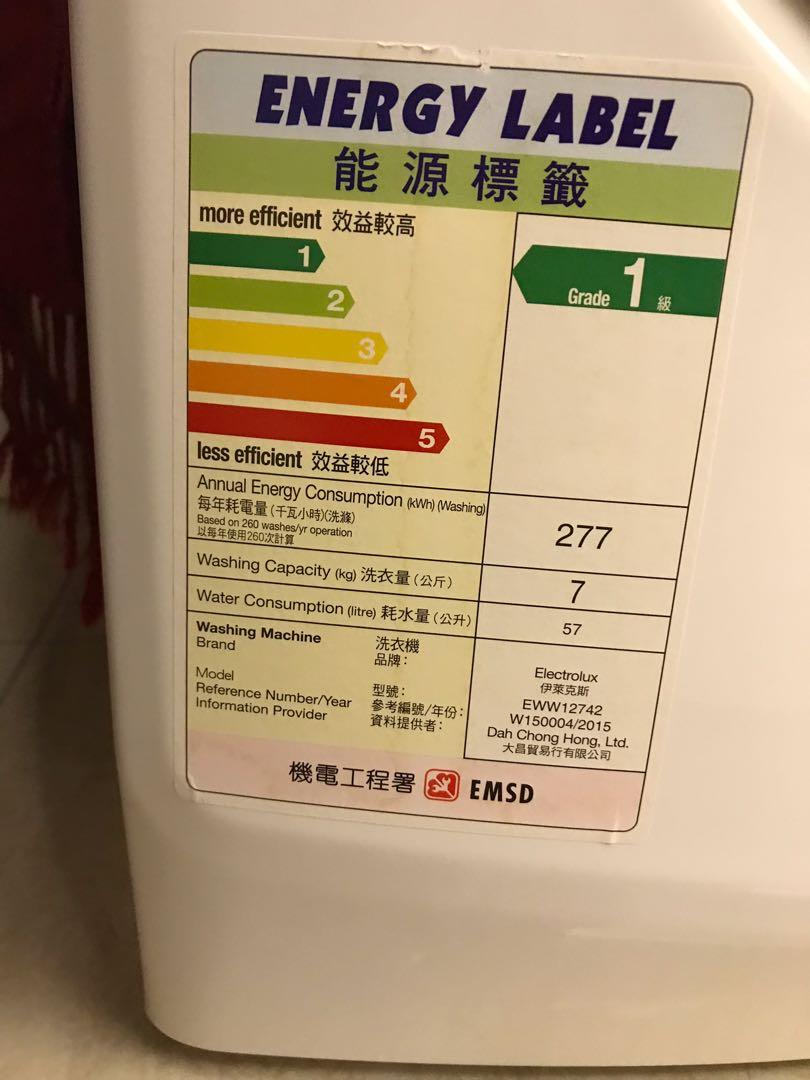 ENERGY LABEL
能源標籤
more efficient 效益較高
1
2
3
4
5
less efficient 效益較低
Grade 1 級
Annual Energy Consumption (kWh) (Washing)
每年耗電量(千瓦小時)(洗滌)
Based on 260 washes/yr operation
以每年使用260次計算
277
Washing Capacity (kg) 洗衣量(公斤)
7
Water Consumption (litre) 耗水量(公升)
57
Washing Machine 洗衣機
Brand 品牌:
Electrolux
伊萊克斯
Model 型號:
EWW12742
Reference Number/Year 參考編號/年份:
W150004/2015
Information Provider 資料提供者:
Dah Chong Hong, Ltd.
大昌貿易行有限公司
機電工程署 EMSD